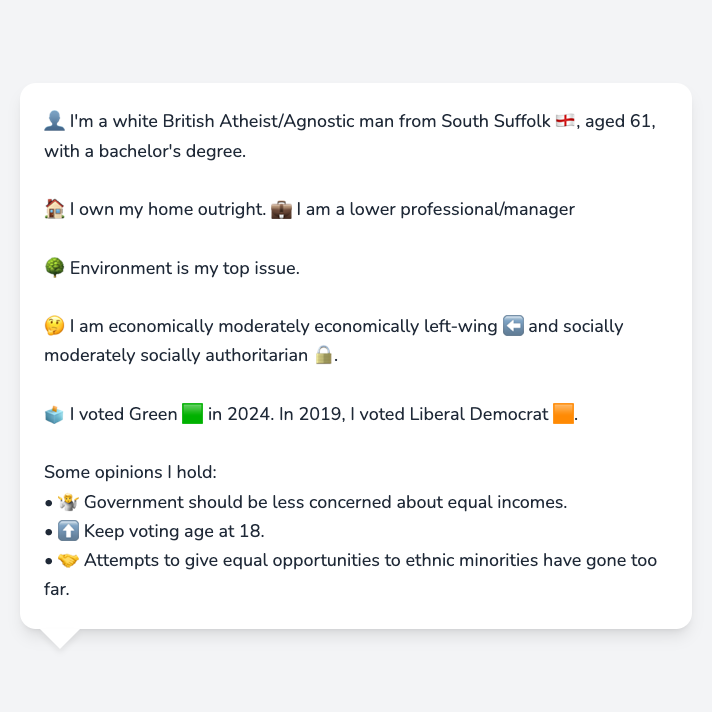 👤 I'm a white British Atheist/Agnostic man from South Suffolk 🏴󠁧󠁢󠁥󠁮󠁧󠁿, aged 61,
with a bachelor's degree.
🏠 I own my home outright. 💼 I am a lower professional/manager
🌳 Environment is my top issue.
🤔 I am economically moderately economically left-wing ⬅️ and socially
moderately socially authoritarian 🔒.
🗳️ I voted Green 🟩 in 2024. In 2019, I voted Liberal Democrat 🟧.
Some opinions I hold:
• 🤷 Government should be less concerned about equal incomes.
• ⬆️ Keep voting age at 18.
• 🤝 Attempts to give equal opportunities to ethnic minorities have gone too
far.